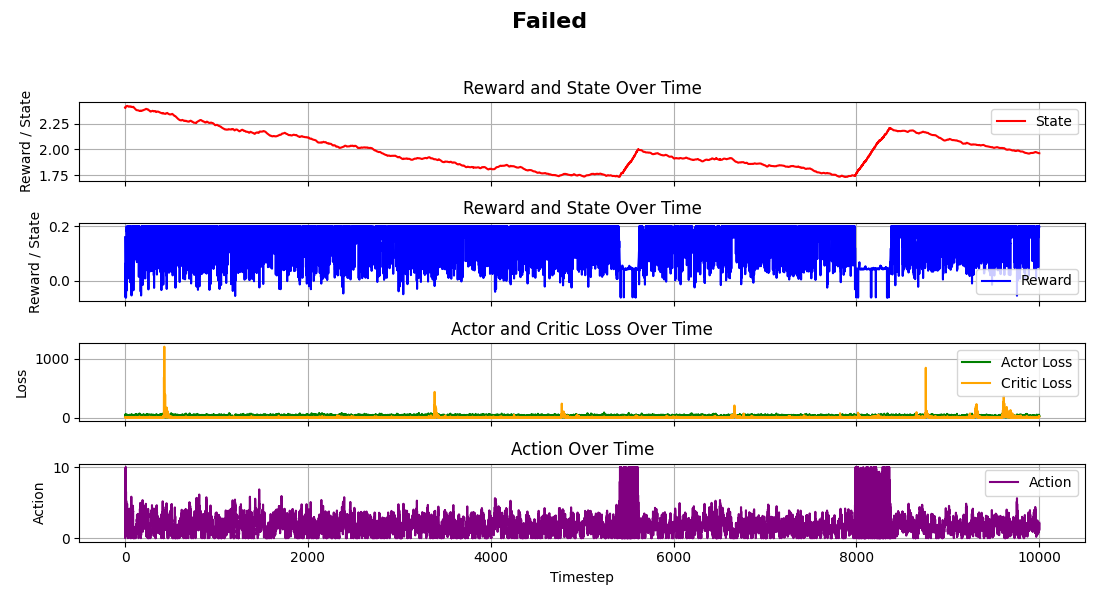 Failed
Reward and State Over Time
Reward / State
2.25
2.00
1.75
State
Reward and State Over Time
Reward / State
0.2
0.0
Reward
Actor and Critic Loss Over Time
Loss
1000
0
Actor Loss
Critic Loss
Action Over Time
Action
10
0
Action
0 2000 4000 6000 8000 10000
Timestep